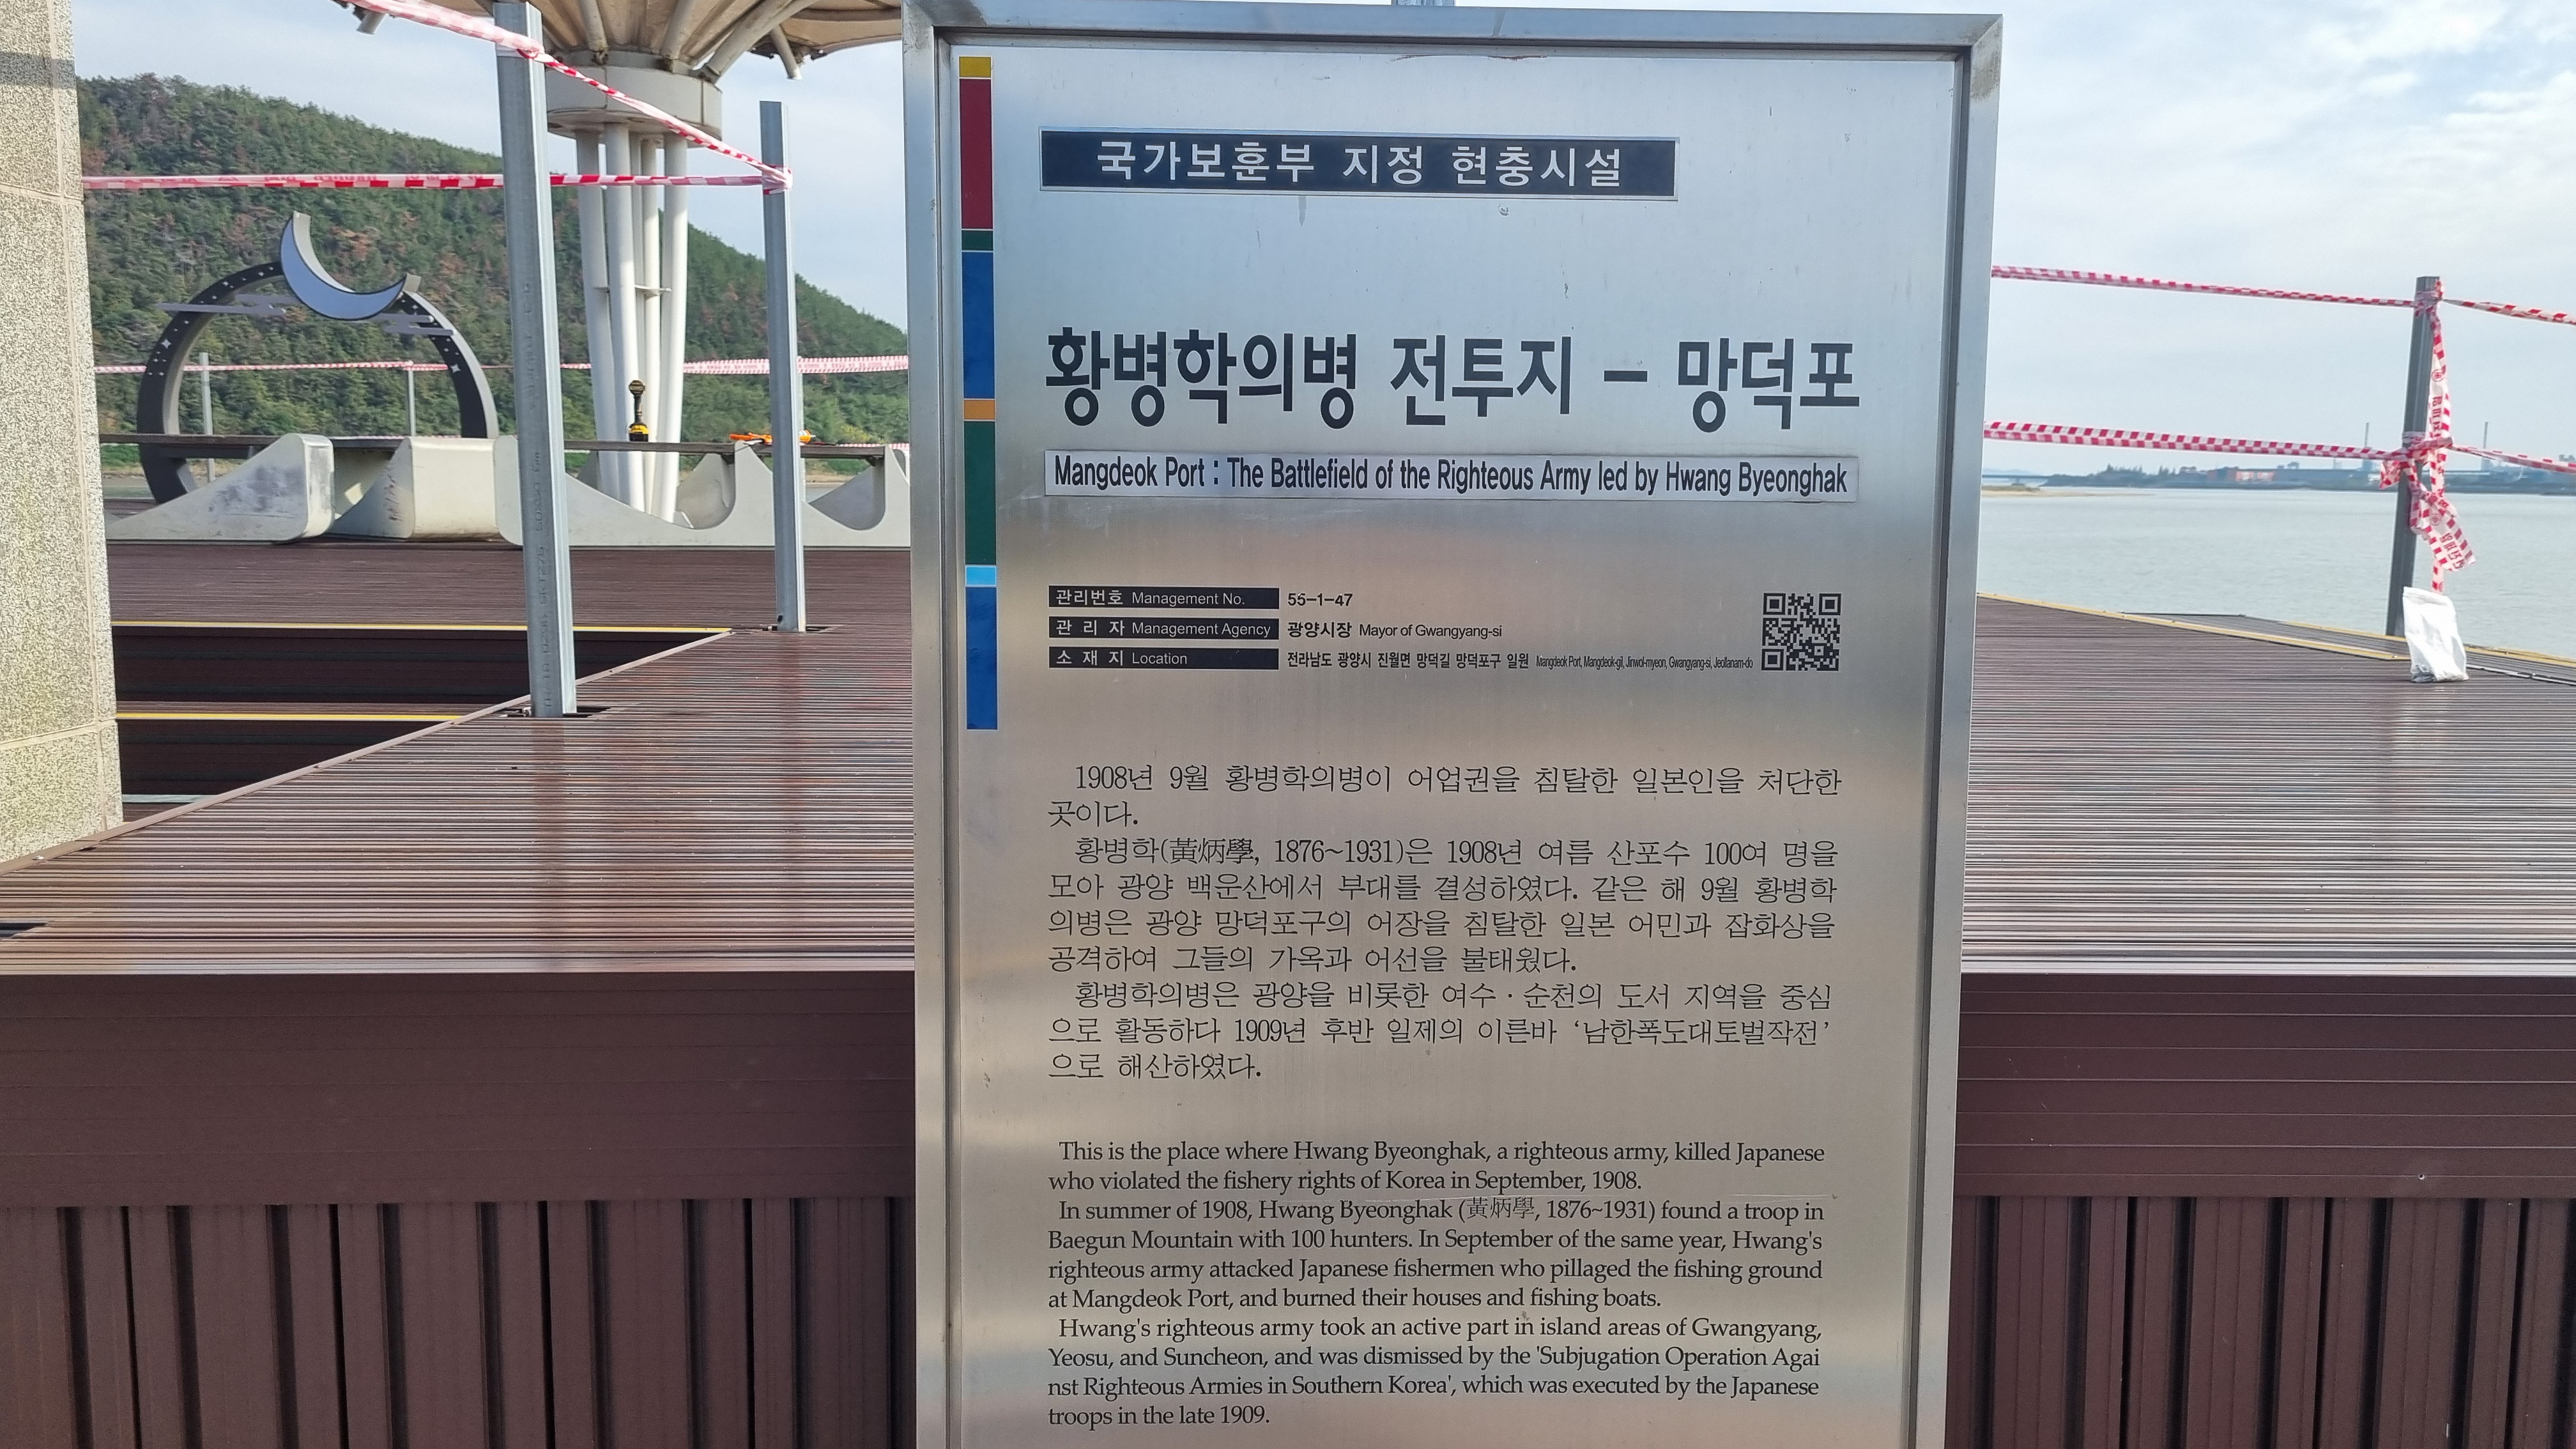 국가보훈부 지정 현충시설
황병학의병 전투지 - 망덕포
Mangdeok Port : The Battlefield of the Righteous Army led by Hwang Byeonghak
관리번호 Management No. 55-1-47
관 리 자 Management Agency 광양시장 Mayor of Gwangyang-si
소 재 지 Location 전라남도 광양시 진월면 망덕길 망덕포구 일원 Mangdeok Port, Mangdeok-gil, Jinwol-myeon, Gwangyang-si, Jeollanam-do
1908년 9월 황병학의병이 어업권을 침탈한 일본인을 처단한
곳이다.
황병학(黃炳學, 1876~1931)은 1908년 여름 산포수 100여 명을
모아 광양 백운산에서 부대를 결성하였다. 같은 해 9월 황병학
의병은 광양 망덕포구의 어장을 침탈한 일본 어민과 잡화상을
공격하여 그들의 가옥과 어선을 불태웠다.
황병학의병은 광양을 비롯한 여수 · 순천의 도서 지역을 중심
으로 활동하다 1909년 후반 일제의 이른바 ‘남한폭도대토벌작전’
으로 해산하였다.
This is the place where Hwang Byeonghak, a righteous army, killed Japanese
who violated the fishery rights of Korea in September, 1908.
In summer of 1908, Hwang Byeonghak (黃炳學, 1876~1931) found a troop in
Baegun Mountain with 100 hunters. In September of the same year, Hwang's
righteous army attacked Japanese fishermen who pillaged the fishing ground
at Mangdeok Port, and burned their houses and fishing boats.
Hwang's righteous army took an active part in island areas of Gwangyang,
Yeosu, and Suncheon, and was dismissed by the 'Subjugation Operation Agai
nst Righteous Armies in Southern Korea', which was executed by the Japanese
troops in the late 1909.